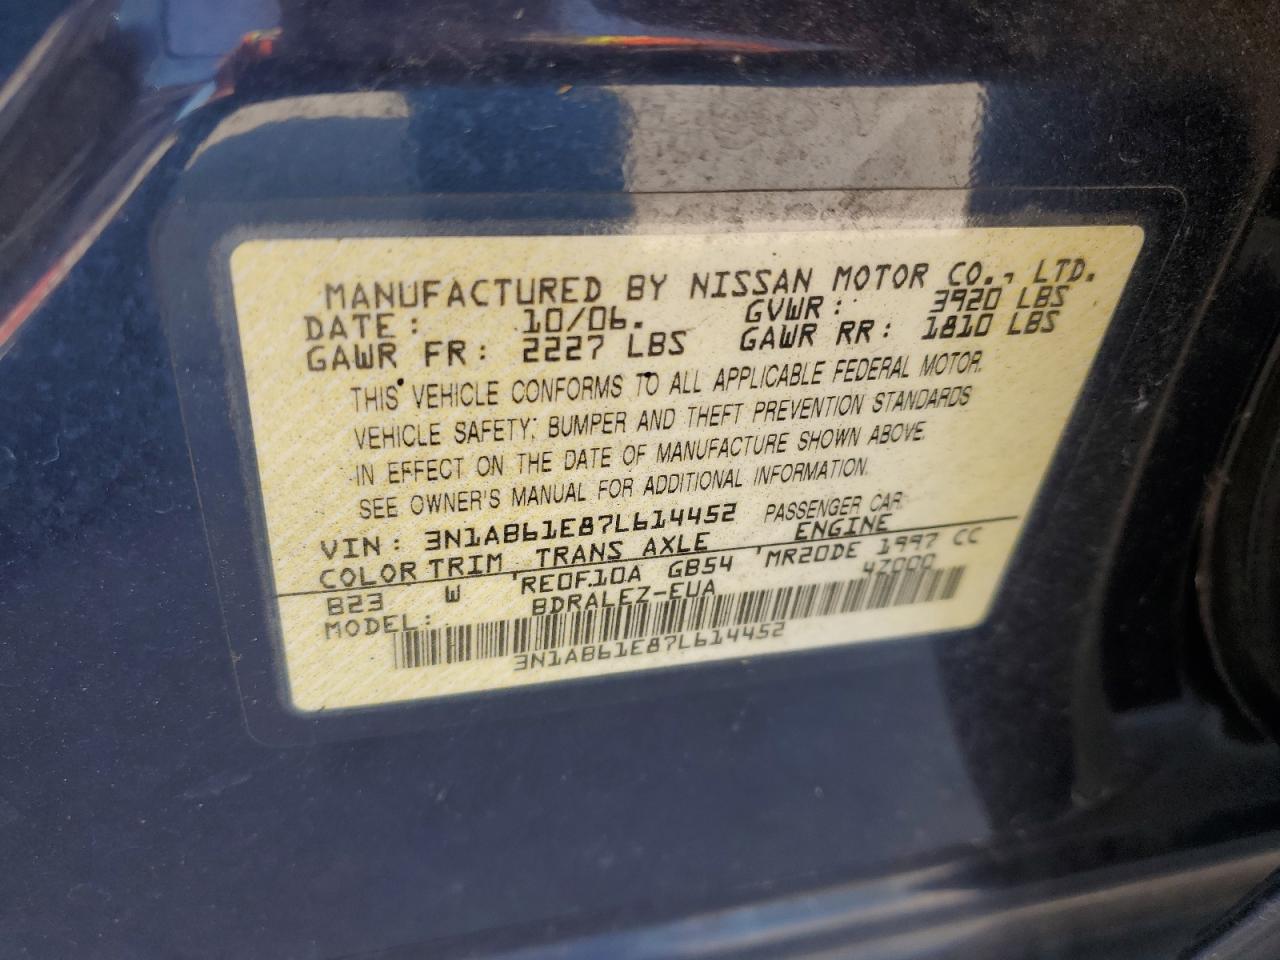 MANUFACTURED BY NISSAN MOTOR CO., LTD.
DATE: 10/06. GVWR: 3920 LBS
GAWR FR: 2227 LBS GAWR RR: 1810 LBS
THIS VEHICLE CONFORMS TO ALL APPLICABLE FEDERAL MOTOR.
VEHICLE SAFETY, BUMPER AND THEFT PREVENTION STANDARDS
IN EFFECT ON THE DATE OF MANUFACTURE SHOWN ABOVE.
SEE OWNER'S MANUAL FOR ADDITIONAL INFORMATION.
VIN: 3N1AB61E87L614452 PASSENGER CAR.
COLOR TRIM TRANS AXLE ENGINE
B23 W RE0F10A GB54 MR20DE 1997 CC
MODEL: BDRALEZ-EUA 4Z000
3N1AB61E87L614452